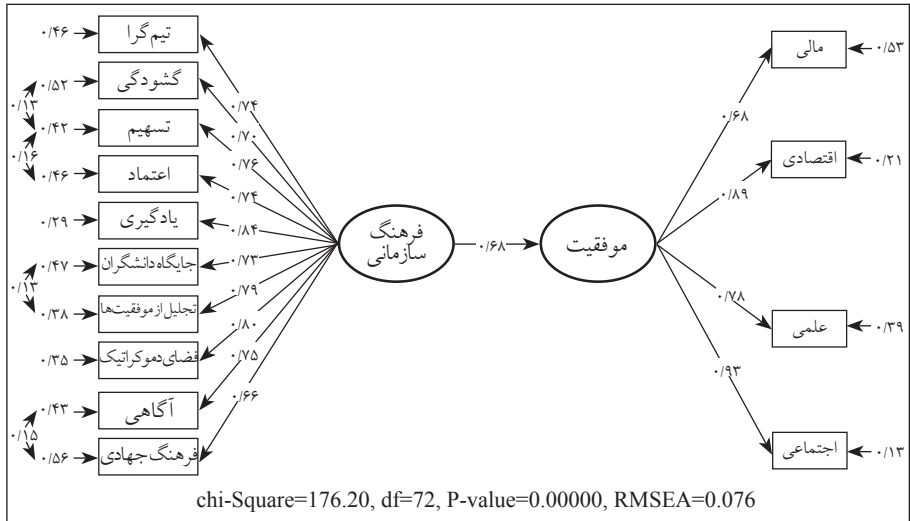 ۰/۴۶ تیم‌گرا
۰/۵۲ گشودگی
۰/۱۳
۰/۴۲ تسهیم
۰/۱۶
۰/۴۶ اعتماد
۰/۲۹ یادگیری
۰/۴۷ جایگاه دانشگران
۰/۱۳
۰/۳۸ تجلیل از موفقیت‌ها
۰/۳۵ فضای دموکراتیک
۰/۴۳ آگاهی
۰/۱۵
۰/۵۶ فرهنگ جهادی
۰/۷۴
۰/۷۰
۰/۷۶
۰/۷۴
۰/۸۴
۰/۷۳
۰/۷۹
۰/۸۰
۰/۷۵
۰/۶۶
فرهنگ
سازمانی
۰/۶۸
موفقیت
۰/۶۸
۰/۸۹
۰/۷۸
۰/۹۳
مالی ۰/۵۳
اقتصادی ۰/۲۱
علمی ۰/۳۹
اجتماعی ۰/۱۳
chi-Square=176.20, df=72, P-value=0.00000, RMSEA=0.076